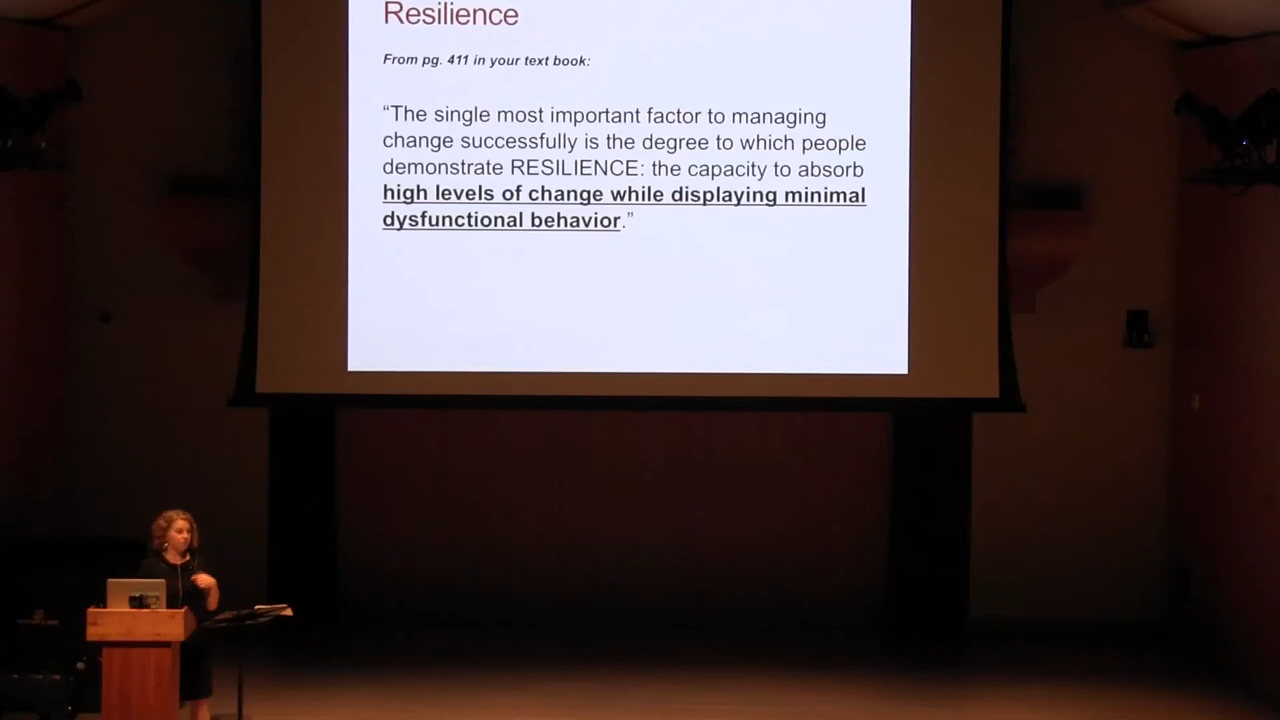 Resilience
From pg. 411 in your text book:
“The single most important factor to managing
change successfully is the degree to which people
demonstrate RESILIENCE: the capacity to absorb
high levels of change while displaying minimal
dysfunctional behavior.”